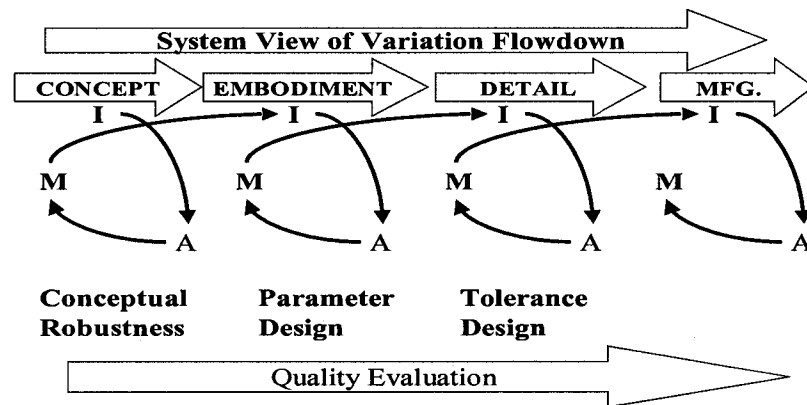 System View of Variation Flowdown
CONCEPT EMBODIMENT DETAIL MFG.
I I I I
M M M M
A A A A
Conceptual Parameter Tolerance
Robustness Design Design
Quality Evaluation